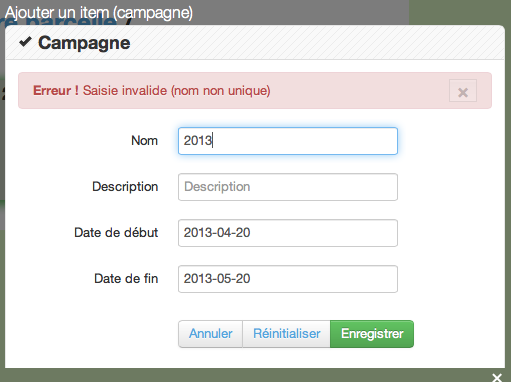 Ajouter un item (campagne)
Campagne
Erreur ! Saisie invalide (nom non unique)
Nom 2013
Description Description
Date de début 2013-04-20
Date de fin 2013-05-20
Annuler Réinitialiser Enregistrer